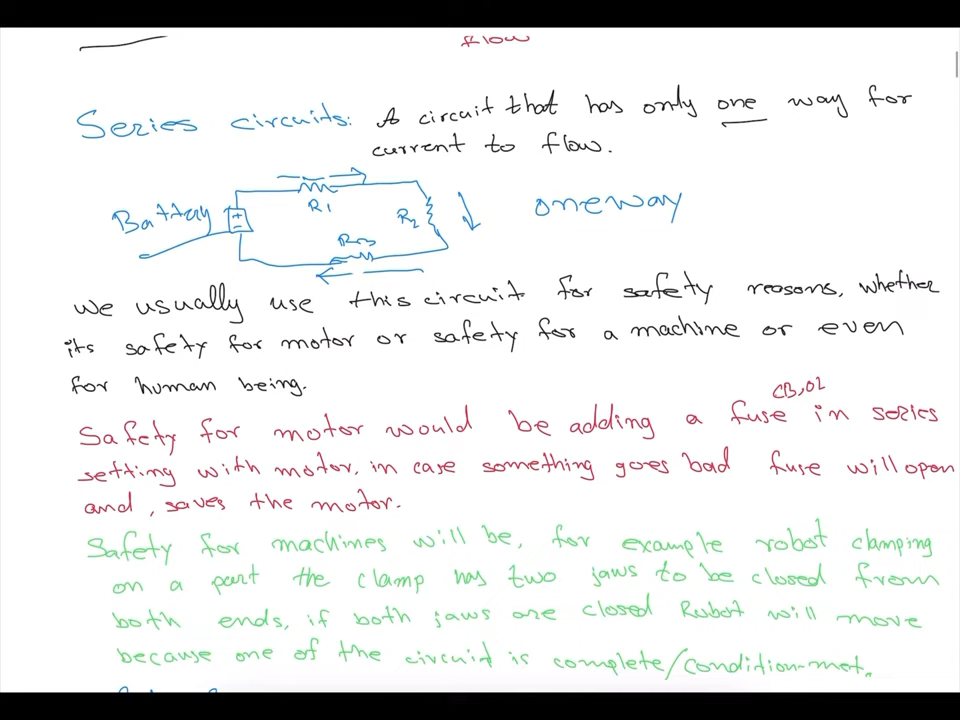 flow
Series circuits: A circuit that has only one way for
current to flow.
Battery
R1
R2
R3
oneway
we usually use this circuit for safety reasons, whether
its safety for motor or safety for a machine or even
for human being.
CB, OL
Safety for motor would be adding a fuse in series
setting with motor, in case something goes bad fuse will open
and, saves the motor.
Safety for machines will be, for example robot clamping
on a part the clamp has two jaws to be closed from
both ends, if both jaws are closed Robot will move
because one of the circuit is complete/condition-met.